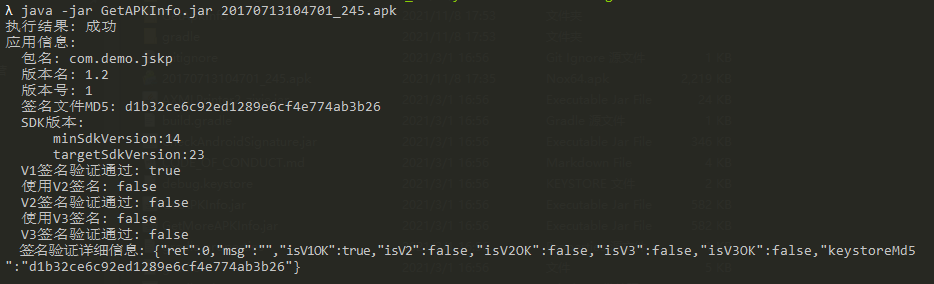 λ java -jar GetAPKInfo.jar 20170713104701_245.apk
执行结果: 成功
应用信息:
包名: com.demo.jskp
版本名: 1.2
版本号: 1
签名文件MD5: d1b32ce6c92ed1289e6cf4e774ab3b26
SDK版本:
minSdkVersion:14
targetSdkVersion:23
V1签名验证通过: true
使用V2签名: false
V2签名验证通过: false
使用V3签名: false
V3签名验证通过: false
签名验证详细信息: {"ret":0,"msg":"","isV1OK":true,"isV2":false,"isV2OK":false,"isV3":false,"isV3OK":false,"keystoreMd5
":"d1b32ce6c92ed1289e6cf4e774ab3b26"}